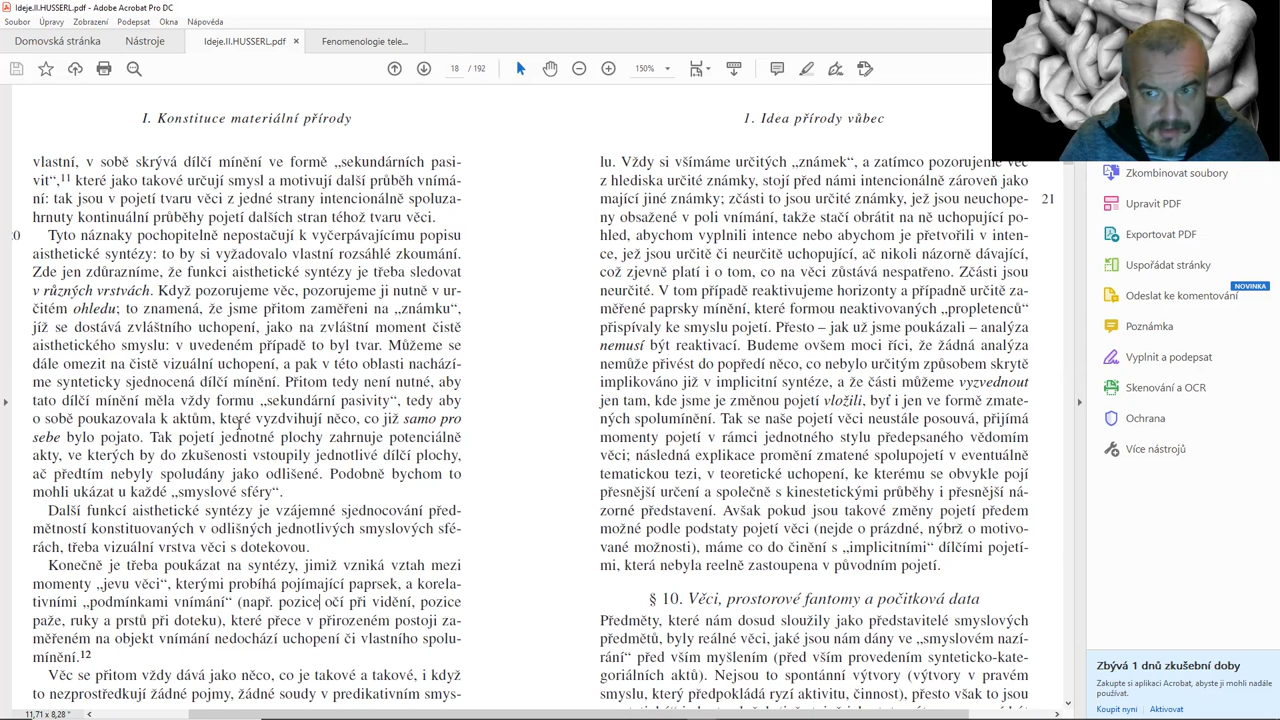 Ideje.II.HUSSERL.pdf - Adobe Acrobat Pro DC
Soubor Úpravy Zobrazení Podepsat Okna Nápověda
Domovská stránka Nástroje Ideje.II.HUSSERL.pdf × Fenomenologie tele...
18 / 192 150%
I. Konstituce materiální přírody
vlastní, v sobě skrývá dílčí mínění ve formě „sekundárních pasi-
vit“,11 které jako takové určují smysl a motivují další průběh vnímá-
ní: tak jsou v pojetí tvaru věci z jedné strany intencionálně spoluza-
hrnuty kontinuální průběhy pojetí dalších stran téhož tvaru věci.
20 Tyto náznaky pochopitelně nepostačují k vyčerpávajícímu popisu
aisthetické syntézy: to by si vyžadovalo vlastní rozsáhlé zkoumání.
Zde jen zdůrazníme, že funkci aisthetické syntézy je třeba sledovat
v různých vrstvách. Když pozorujeme věc, pozorujeme ji nutně v ur-
čitém ohledu; to znamená, že jsme přitom zaměřeni na „známku“,
jíž se dostává zvláštního uchopení, jako na zvláštní moment čistě
aisthetického smyslu: v uvedeném případě to byl tvar. Můžeme se
dále omezit na čistě vizuální uchopení, a pak v této oblasti nachází-
me synteticky sjednocená dílčí mínění. Přitom tedy není nutné, aby
tato dílčí mínění měla vždy formu „sekundární pasivity“, tedy aby
o sobě poukazovala k aktům, které vyzdvihují něco, co již samo pro
sebe bylo pojato. Tak pojetí jednotné plochy zahrnuje potenciálně
akty, ve kterých by do zkušenosti vstoupily jednotlivé dílčí plochy,
ač předtím nebyly spoludány jako odlišené. Podobně bychom to
mohli ukázat u každé „smyslové sféry“.
Další funkcí aisthetické syntézy je vzájemné sjednocování před-
mětností konstituovaných v odlišných jednotlivých smyslových sfé-
rách, třeba vizuální vrstva věci s dotekovou.
Konečně je třeba poukázat na syntézy, jimiž vzniká vztah mezi
momenty „jevu věci“, kterými probíhá pojímající paprsek, a korela-
tivními „podmínkami vnímání“ (např. pozice očí při vidění, pozice
paže, ruky a prstů při doteku), které přece v přirozeném postoji za-
měřeném na objekt vnímání nedochází uchopení či vlastního spolu-
mínění.12
Věc se přitom vždy dává jako něco, co je takové a takové, i když
to nezprostředkují žádné pojmy, žádné soudy v predikativním smys-
1. Idea přírody vůbec
lu. Vždy si všímáme určitých „známek“, a zatímco pozorujeme věc
z hlediska určité známky, stojí před námi intencionálně zároveň jako
mající jiné známky; zčásti to jsou určité známky, jež jsou neuchope- 21
ny obsažené v poli vnímání, takže stačí obrátit na ně uchopující po-
hled, abychom vyplnili intence nebo abychom je přetvořili v inten-
ce, jež jsou určitě či neurčitě uchopující, ač nikoli názorně dávající,
což zjevně platí i o tom, co na věci zůstává nespatřeno. Zčásti jsou
neurčité. V tom případě reaktivujeme horizonty a případně určitě za-
měřené paprsky mínění, které formou neaktivovaných „propletenců“
přispívaly ke smyslu pojetí. Přesto – jak už jsme poukázali – analýza
nemusí být reaktivací. Budeme ovšem moci říci, že žádná analýza
nemůže přivést do popředí něco, co nebylo určitým způsobem skrytě
implikováno již v implicitní syntéze, a že části můžeme vyzvednout
jen tam, kde jsme je změnou pojetí vložili, byť i jen ve formě zmate-
ných spolumínění. Tak se naše pojetí věci neustále posouvá, přijímá
momenty pojetí v rámci jednotného stylu předepsaného vědomím
věci; následná explikace promění zmatené spolupojetí v eventuálně
tematickou tezi, v teoretické uchopení, ke kterému se obvykle pojí
přesnější určení a společně s kinestetickými průběhy i přesnější ná-
zorné představení. Avšak pokud jsou takové změny pojetí předem
možné podle podstaty pojetí věci (nejde o prázdné, nýbrž o motivo-
vané možnosti), máme co do činění s „implicitními“ dílčími pojetí-
mi, která nebyla reelně zastoupena v původním pojetím.
§ 10. Věci, prostorové fantomy a počitková data
Předměty, které nám dosud sloužily jako představitelé smyslových
předmětů, byly reálné věci, jaké jsou nám dány ve „smyslovém nazí-
rání“ před vším myšlením (před vším provedením synteticko-kate-
goriálních aktů). Nejsou to spontánní výtvory (výtvory v pravém
smyslu, který předpokládá ryzí aktivitu, činnost), přesto však to jsou
Zkombinovat soubory
Upravit PDF
Exportovat PDF
Uspořádat stránky
NOVINKA
Odeslat ke komentování
Poznámka
Vyplnit a podepsat
Skenování a OCR
Ochrana
Více nástrojů
Zbývá 1 dnů zkušební doby
Zakupte si aplikaci Acrobat, abyste ji mohli nadále
používat.
Koupit nyní Aktivovat
11,71 x 8,28"